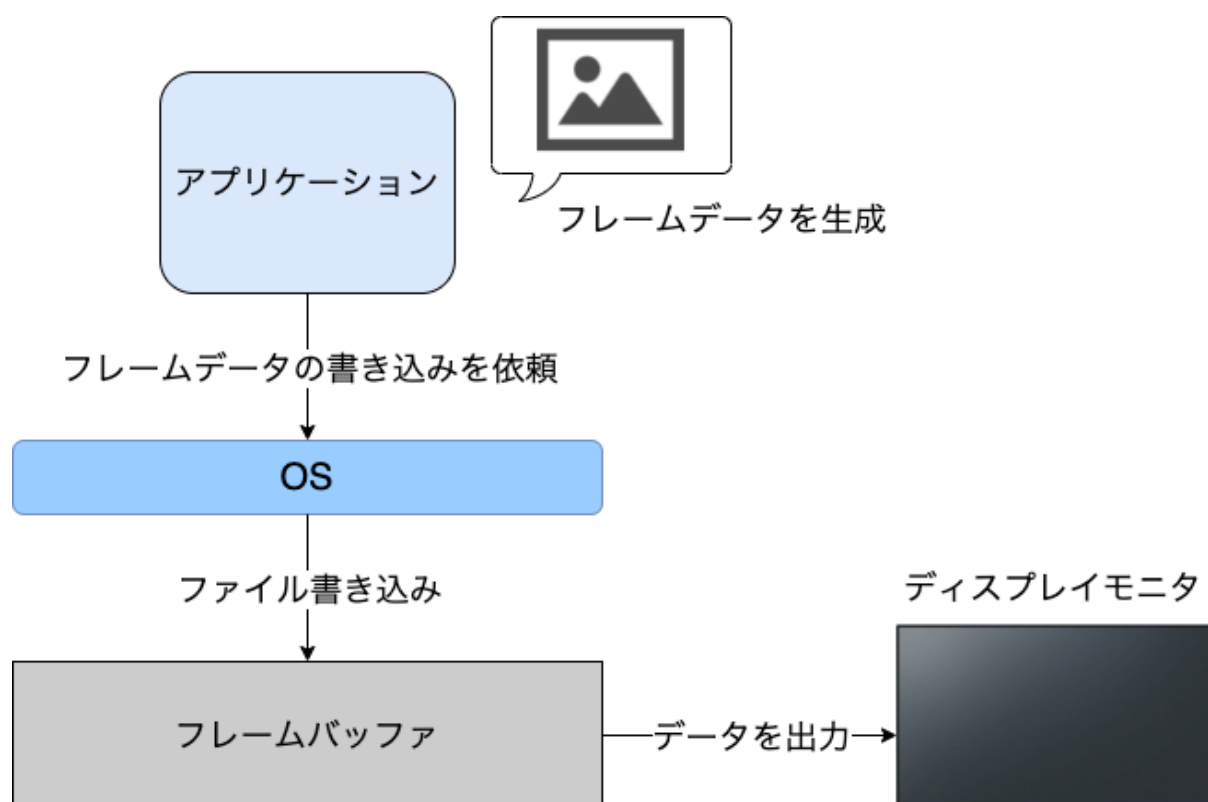 アプリケーション
フレームデータを生成
フレームデータの書き込みを依頼
OS
ファイル書き込み
ディスプレイモニタ
フレームバッファ
データを出力